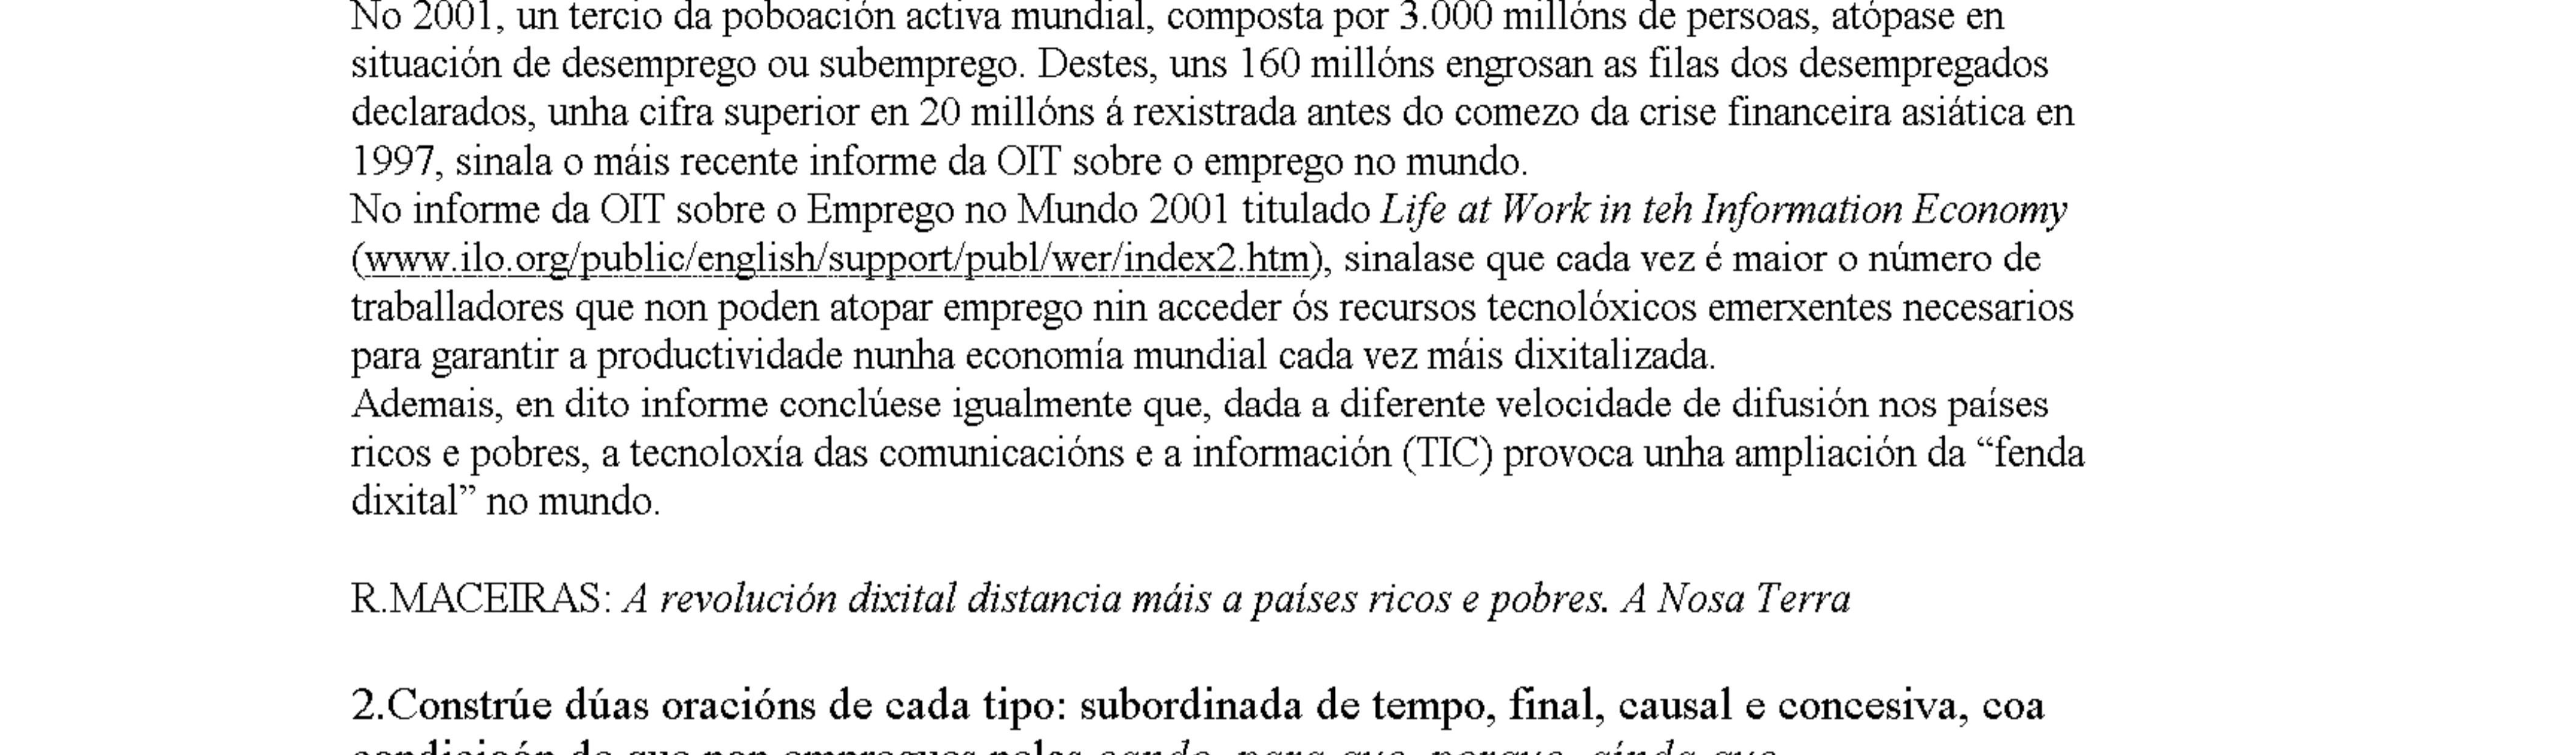 No 2001, un tercio da poboación activa mundial, composta por 3.000 millóns de persoas, atópase en
situación de desemprego ou subemprego. Destes, uns 160 millóns engrosan as filas dos desempregados
declarados, unha cifra superior en 20 millóns á rexistrada antes do comezo da crise financeira asiática en
1997, sinala o máis recente informe da OIT sobre o emprego no mundo.
No informe da OIT sobre o Emprego no Mundo 2001 titulado Life at Work in teh Information Economy
(www.ilo.org/public/english/support/publ/wer/index2.htm), sinalase que cada vez é maior o número de
traballadores que non poden atopar emprego nin acceder ós recursos tecnolóxicos emerxentes necesarios
para garantir a productividade nunha economía mundial cada vez máis dixitalizada.
Ademais, en dito informe conclúese igualmente que, dada a diferente velocidade de difusión nos países
ricos e pobres, a tecnoloxía das comunicacións e a información (TIC) provoca unha ampliación da “fenda
dixital” no mundo.
R.MACEIRAS: A revolución dixital distancia máis a países ricos e pobres. A Nosa Terra
2.Constrúe dúas oracións de cada tipo: subordinada de tempo, final, causal e concesiva, coa